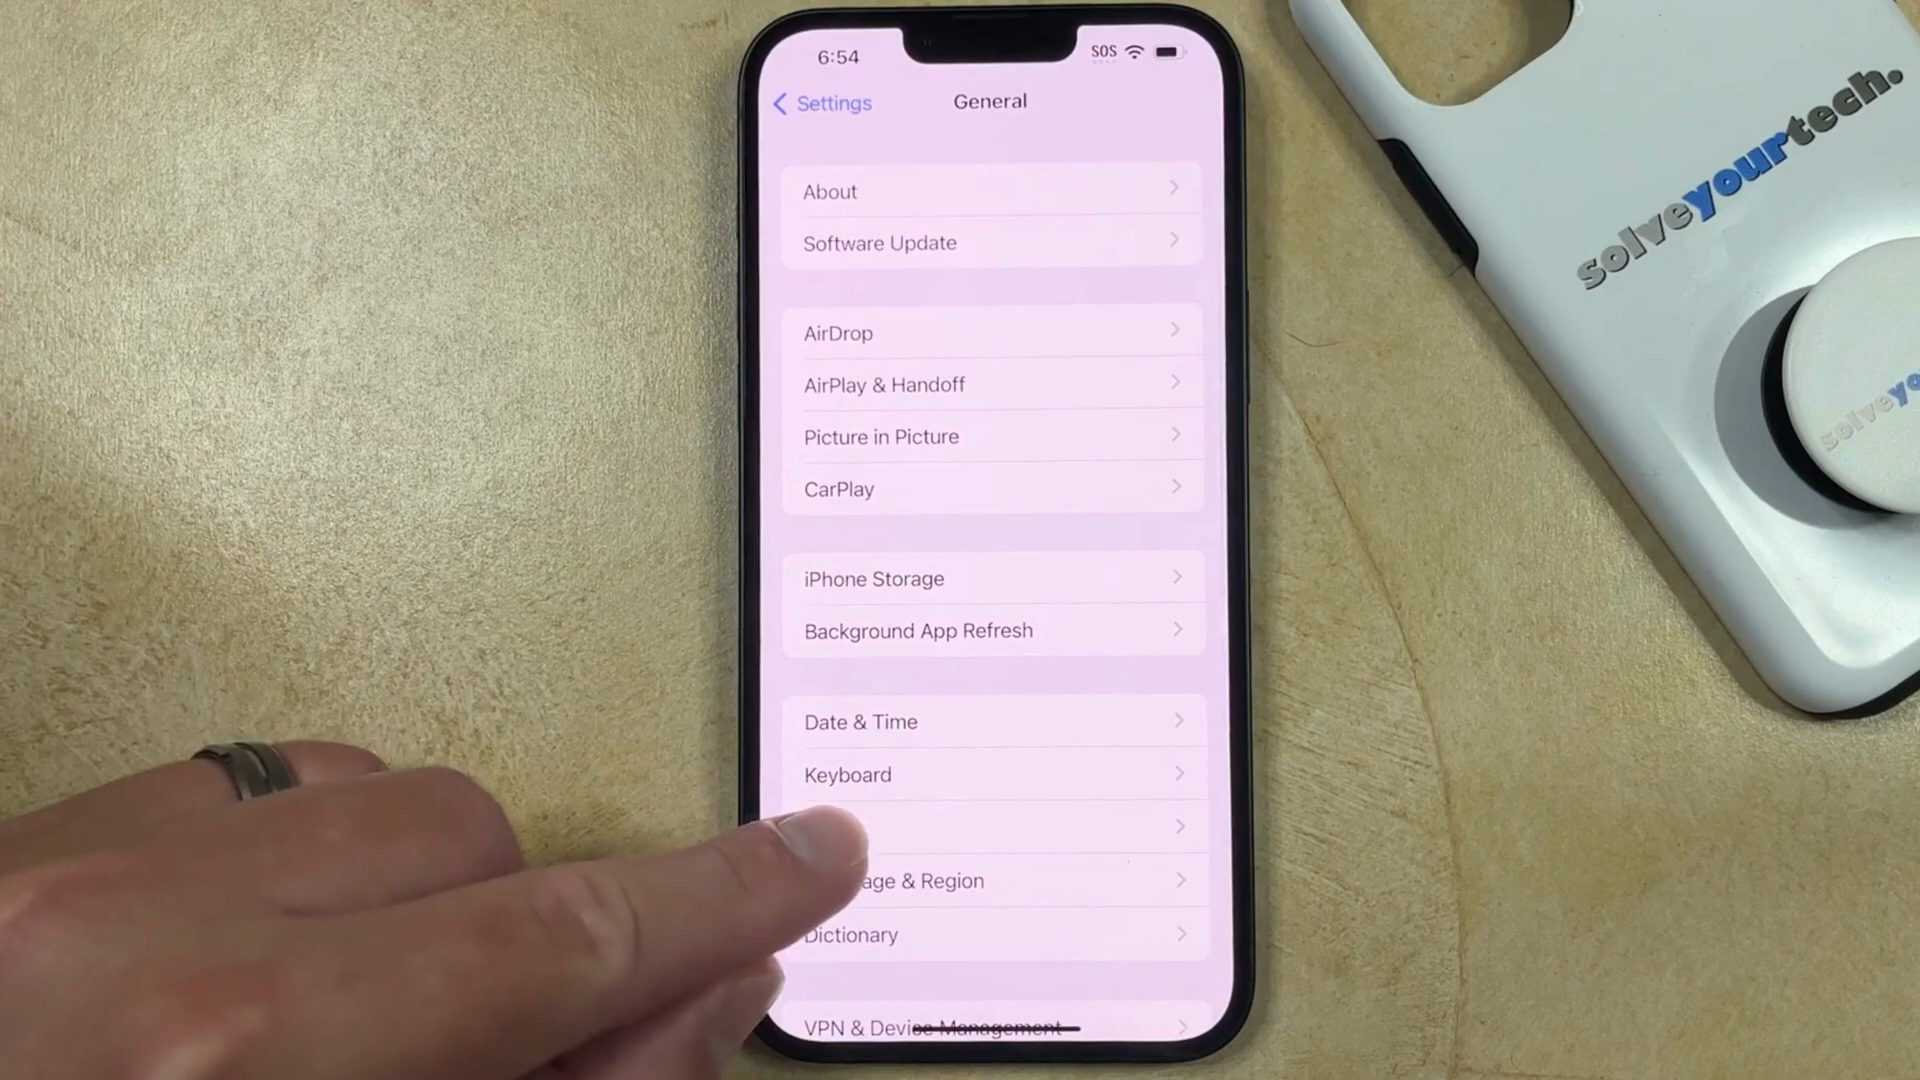 6:54
SOS
Settings
General
About
Software Update
AirDrop
AirPlay & Handoff
Picture in Picture
CarPlay
iPhone Storage
Background App Refresh
Date & Time
Keyboard
age & Region
Dictionary
VPN & Device Management
solveyourtech.
solveyo